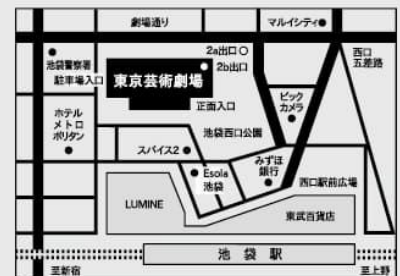 劇場通り
マルイシティ
2a出口
2b出口
西口
五差路
池袋警察署
駐車場入口
東京芸術劇場
正面入口
ビック
カメラ
ホテル
メトロ
ポリタン
池袋西口公園
スパイス2
みずほ
銀行
Esola
池袋
西口駅前広場
LUMINE
東武百貨店
池袋駅
至新宿
至上野